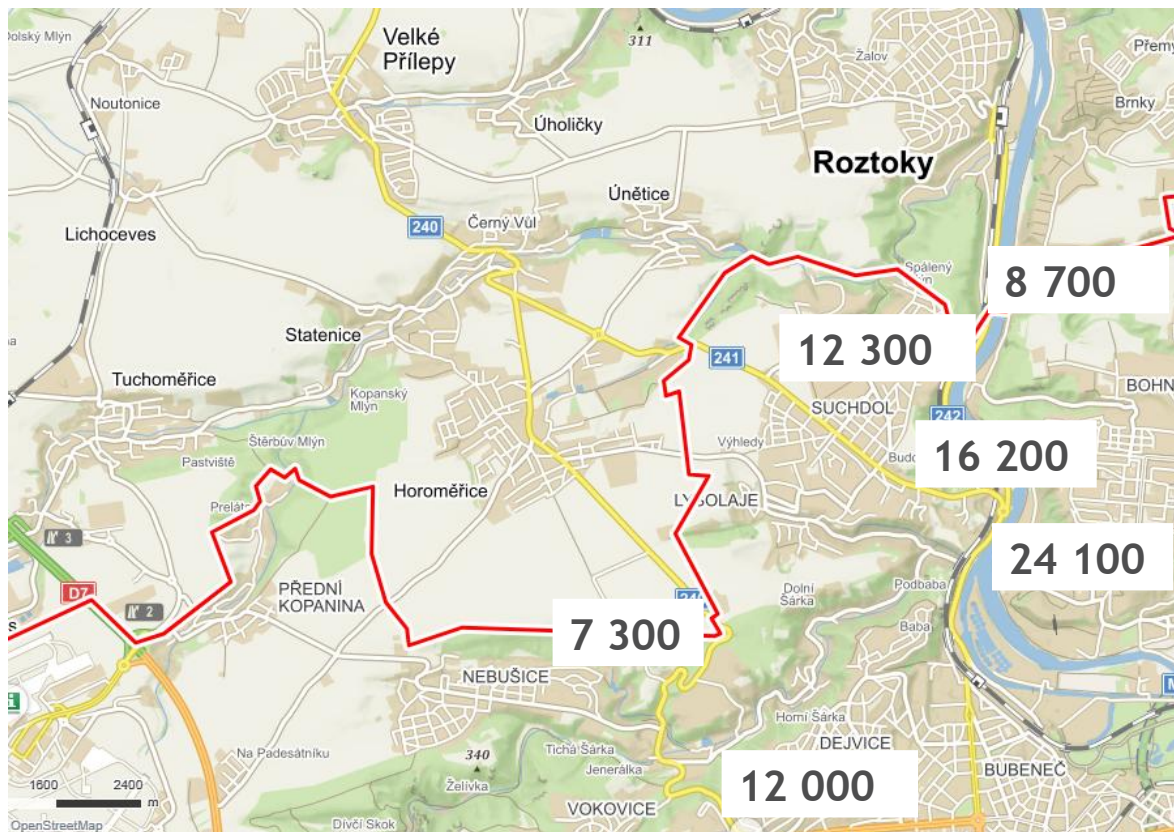 Dolský Mlýn
Velké
Přílepy
311
Žalov
Přemy
Noutonice
Brnky
Úholičky
Roztoky
Únětice
Lichoceves
240
Černý Vůl
Spálený
8 700
Statenice
12 300
241
Tuchoměřice
Kopanský
Mlýn
BOHN
SUCHDOL
242
Štěrbův Mlýn
Výhledy
Pastviště
16 200
Horoměřice
LYSOLAJE
3
24 100
D7
PŘEDNÍ
KOPANINA
Dolní
Šárka
Podbaba
2
Baba
7 300
NEBUŠICE
M
i
Horní Šárka
DEJVICE
Na Padesátníku
340
Tichá Šárka
Jenerálka
BUBENEČ
1600
2400
m
Želivka
12 000
VOKOVICE
OpenStreetMap
Dívčí Skok